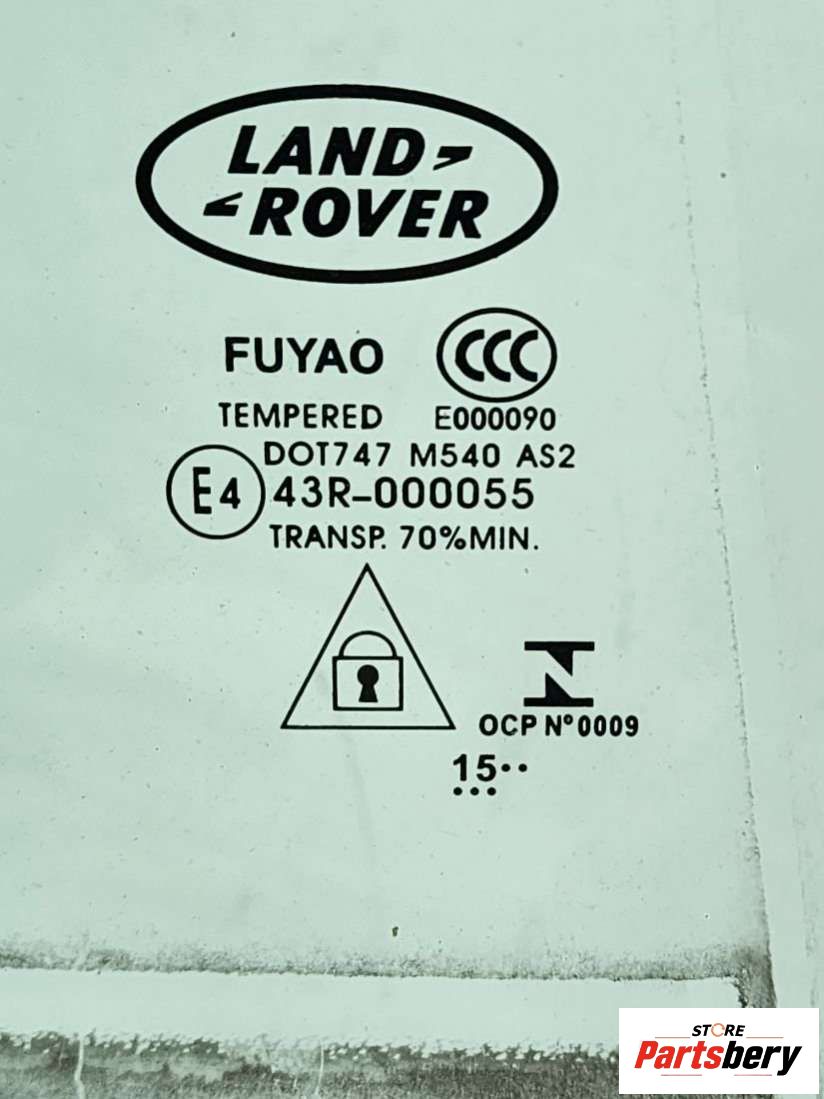 LAND
ROVER
FUYAO CCC
TEMPERED E000090
DOT747 M540 AS2
E4 43R-000055
TRANSP. 70%MIN.
OCP Nº0009
15••
•••
STORE
Partsbery